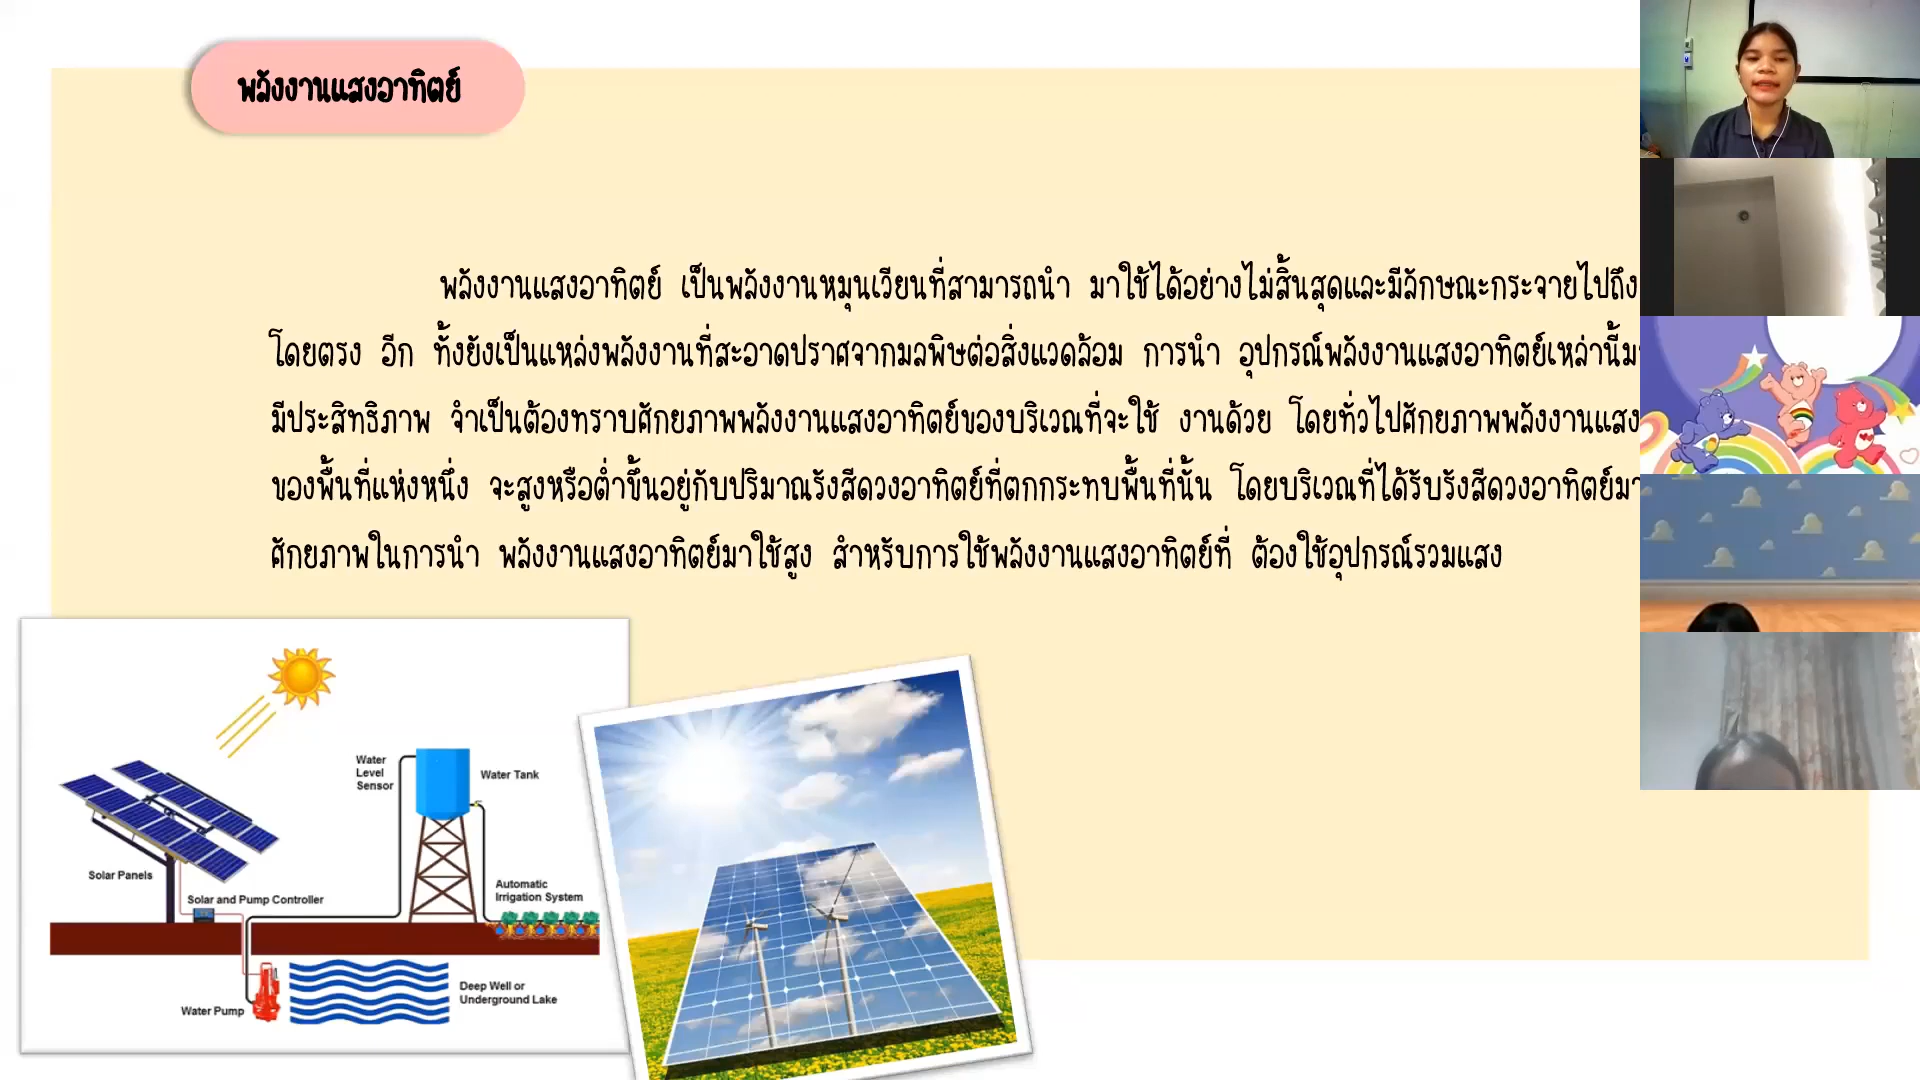 พลังงานแสงอาทิตย์
พลังงานแสงอาทิตย์ เป็นพลังงานหมุนเวียนที่สามารถนำ มาใช้ได้อย่างไม่สิ้นสุดและมีลักษณะกระจายไปถึง
โดยตรง อีก ทั้งยังเป็นแหล่งพลังงานที่สะอาดปราศจากมลพิษต่อสิ่งแวดล้อม การนำ อุปกรณ์พลังงานแสงอาทิตย์เหล่านี้
มีประสิทธิภาพ จำเป็นต้องทราบศักยภาพพลังงานแสงอาทิตย์ของบริเวณที่จะใช้ งานด้วย โดยทั่วไปศักยภาพพลังงานแสง
ของพื้นที่แห่งหนึ่ง จะสูงหรือต่ำขึ้นอยู่กับปริมาณรังสีดวงอาทิตย์ที่ตกกระทบพื้นที่นั้น โดยบริเวณที่ได้รับรังสีดวงอาทิตย์
ศักยภาพในการนำ พลังงานแสงอาทิตย์มาใช้สูง สำหรับการใช้พลังงานแสงอาทิตย์ที่ ต้องใช้อุปกรณ์รวมแสง
Water
Level
Sensor
Water Tank
Solar Panels
Solar and Pump Controller
Automatic
Irrigation System
Water Pump
Deep Well or
Underground Lake